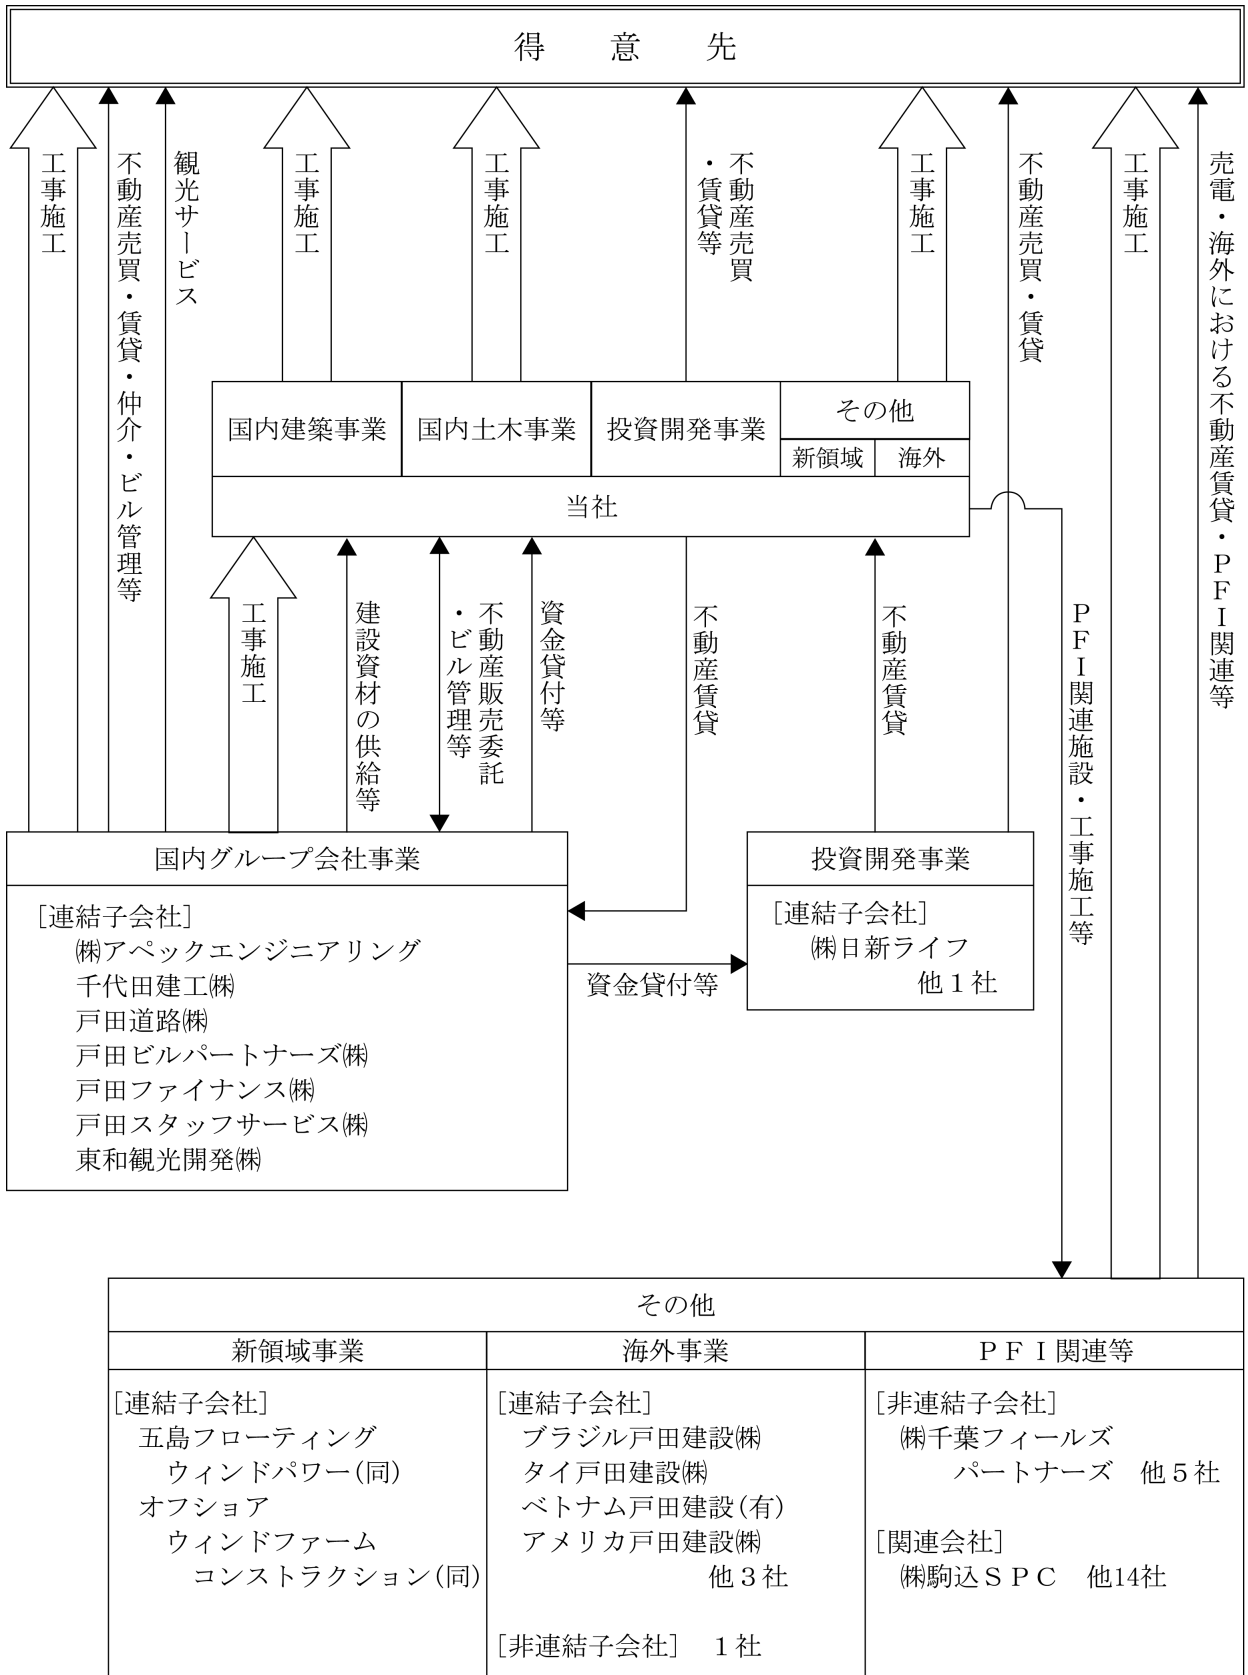 得意先
工事施工
不動産売買・賃貸・仲介・ビル管理等
観光サービス
工事施工
工事施工
不動産売買
・賃貸等
工事施工
不動産売買・賃貸
工事施工
売電・海外における不動産賃貸・ＰＦＩ関連等
国内建築事業
国内土木事業
投資開発事業
その他
新領域
海外
当社
工事施工
建設資材の供給等
不動産販売委託
・ビル管理等
資金貸付等
不動産賃貸
不動産賃貸
ＰＦＩ関連施設・工事施工等
国内グループ会社事業
[連結子会社]
㈱アペックエンジニアリング
千代田建工㈱
戸田道路㈱
戸田ビルパートナーズ㈱
戸田ファイナンス㈱
戸田スタッフサービス㈱
東和観光開発㈱
資金貸付等
投資開発事業
[連結子会社]
㈱日新ライフ
他１社
その他
新領域事業
[連結子会社]
五島フローティング
ウィンドパワー(同)
オフショア
ウィンドファーム
コンストラクション(同)
海外事業
[連結子会社]
ブラジル戸田建設㈱
タイ戸田建設㈱
ベトナム戸田建設(有)
アメリカ戸田建設㈱
他３社
[非連結子会社]　１社
ＰＦＩ関連等
[非連結子会社]
㈱千葉フィールズ
パートナーズ　他５社
[関連会社]
㈱駒込ＳＰＣ　他14社